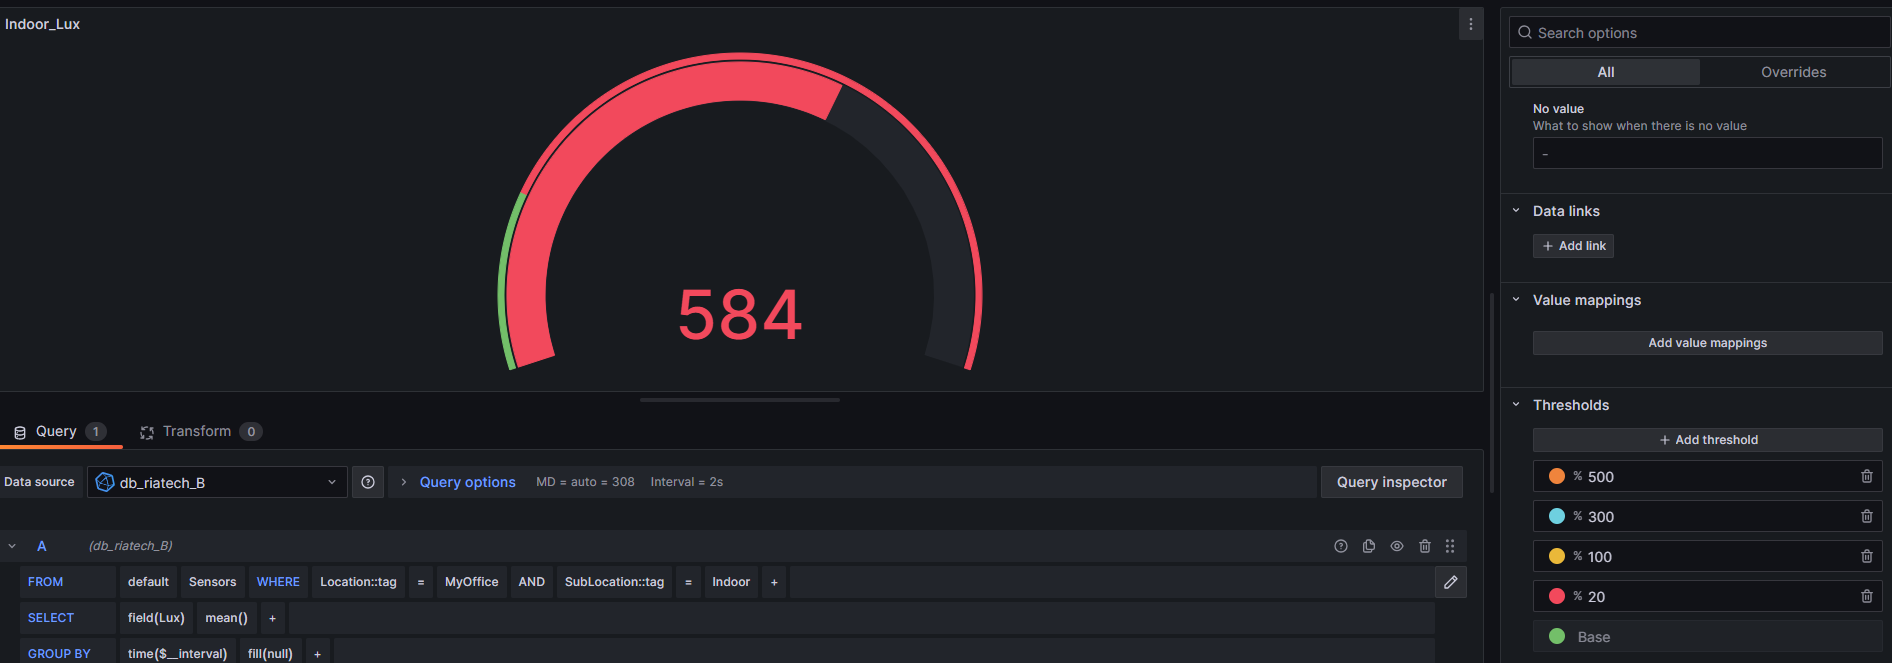 Indoor_Lux
584
Query 1 Transform 0
Data source db_riatech_B Query options MD = auto = 308 Interval = 2s Query inspector
A (db_riatech_B)
FROM default Sensors WHERE Location::tag = MyOffice AND SubLocation::tag = Indoor +
SELECT field(Lux) mean() +
GROUP BY time($__interval) fill(null) +
Search options
All Overrides
No value
What to show when there is no value
-
Data links
+ Add link
Value mappings
Add value mappings
Thresholds
+ Add threshold
% 500
% 300
% 100
% 20
Base